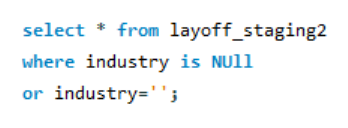 select * from layoff_staging2
where industry is NUll
or industry='';